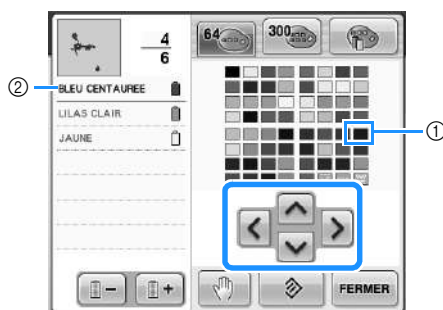 4
6
64
300
② BLEU CENTAUREE
LILAS CLAIR
JAUNE
①
− +
FERMER